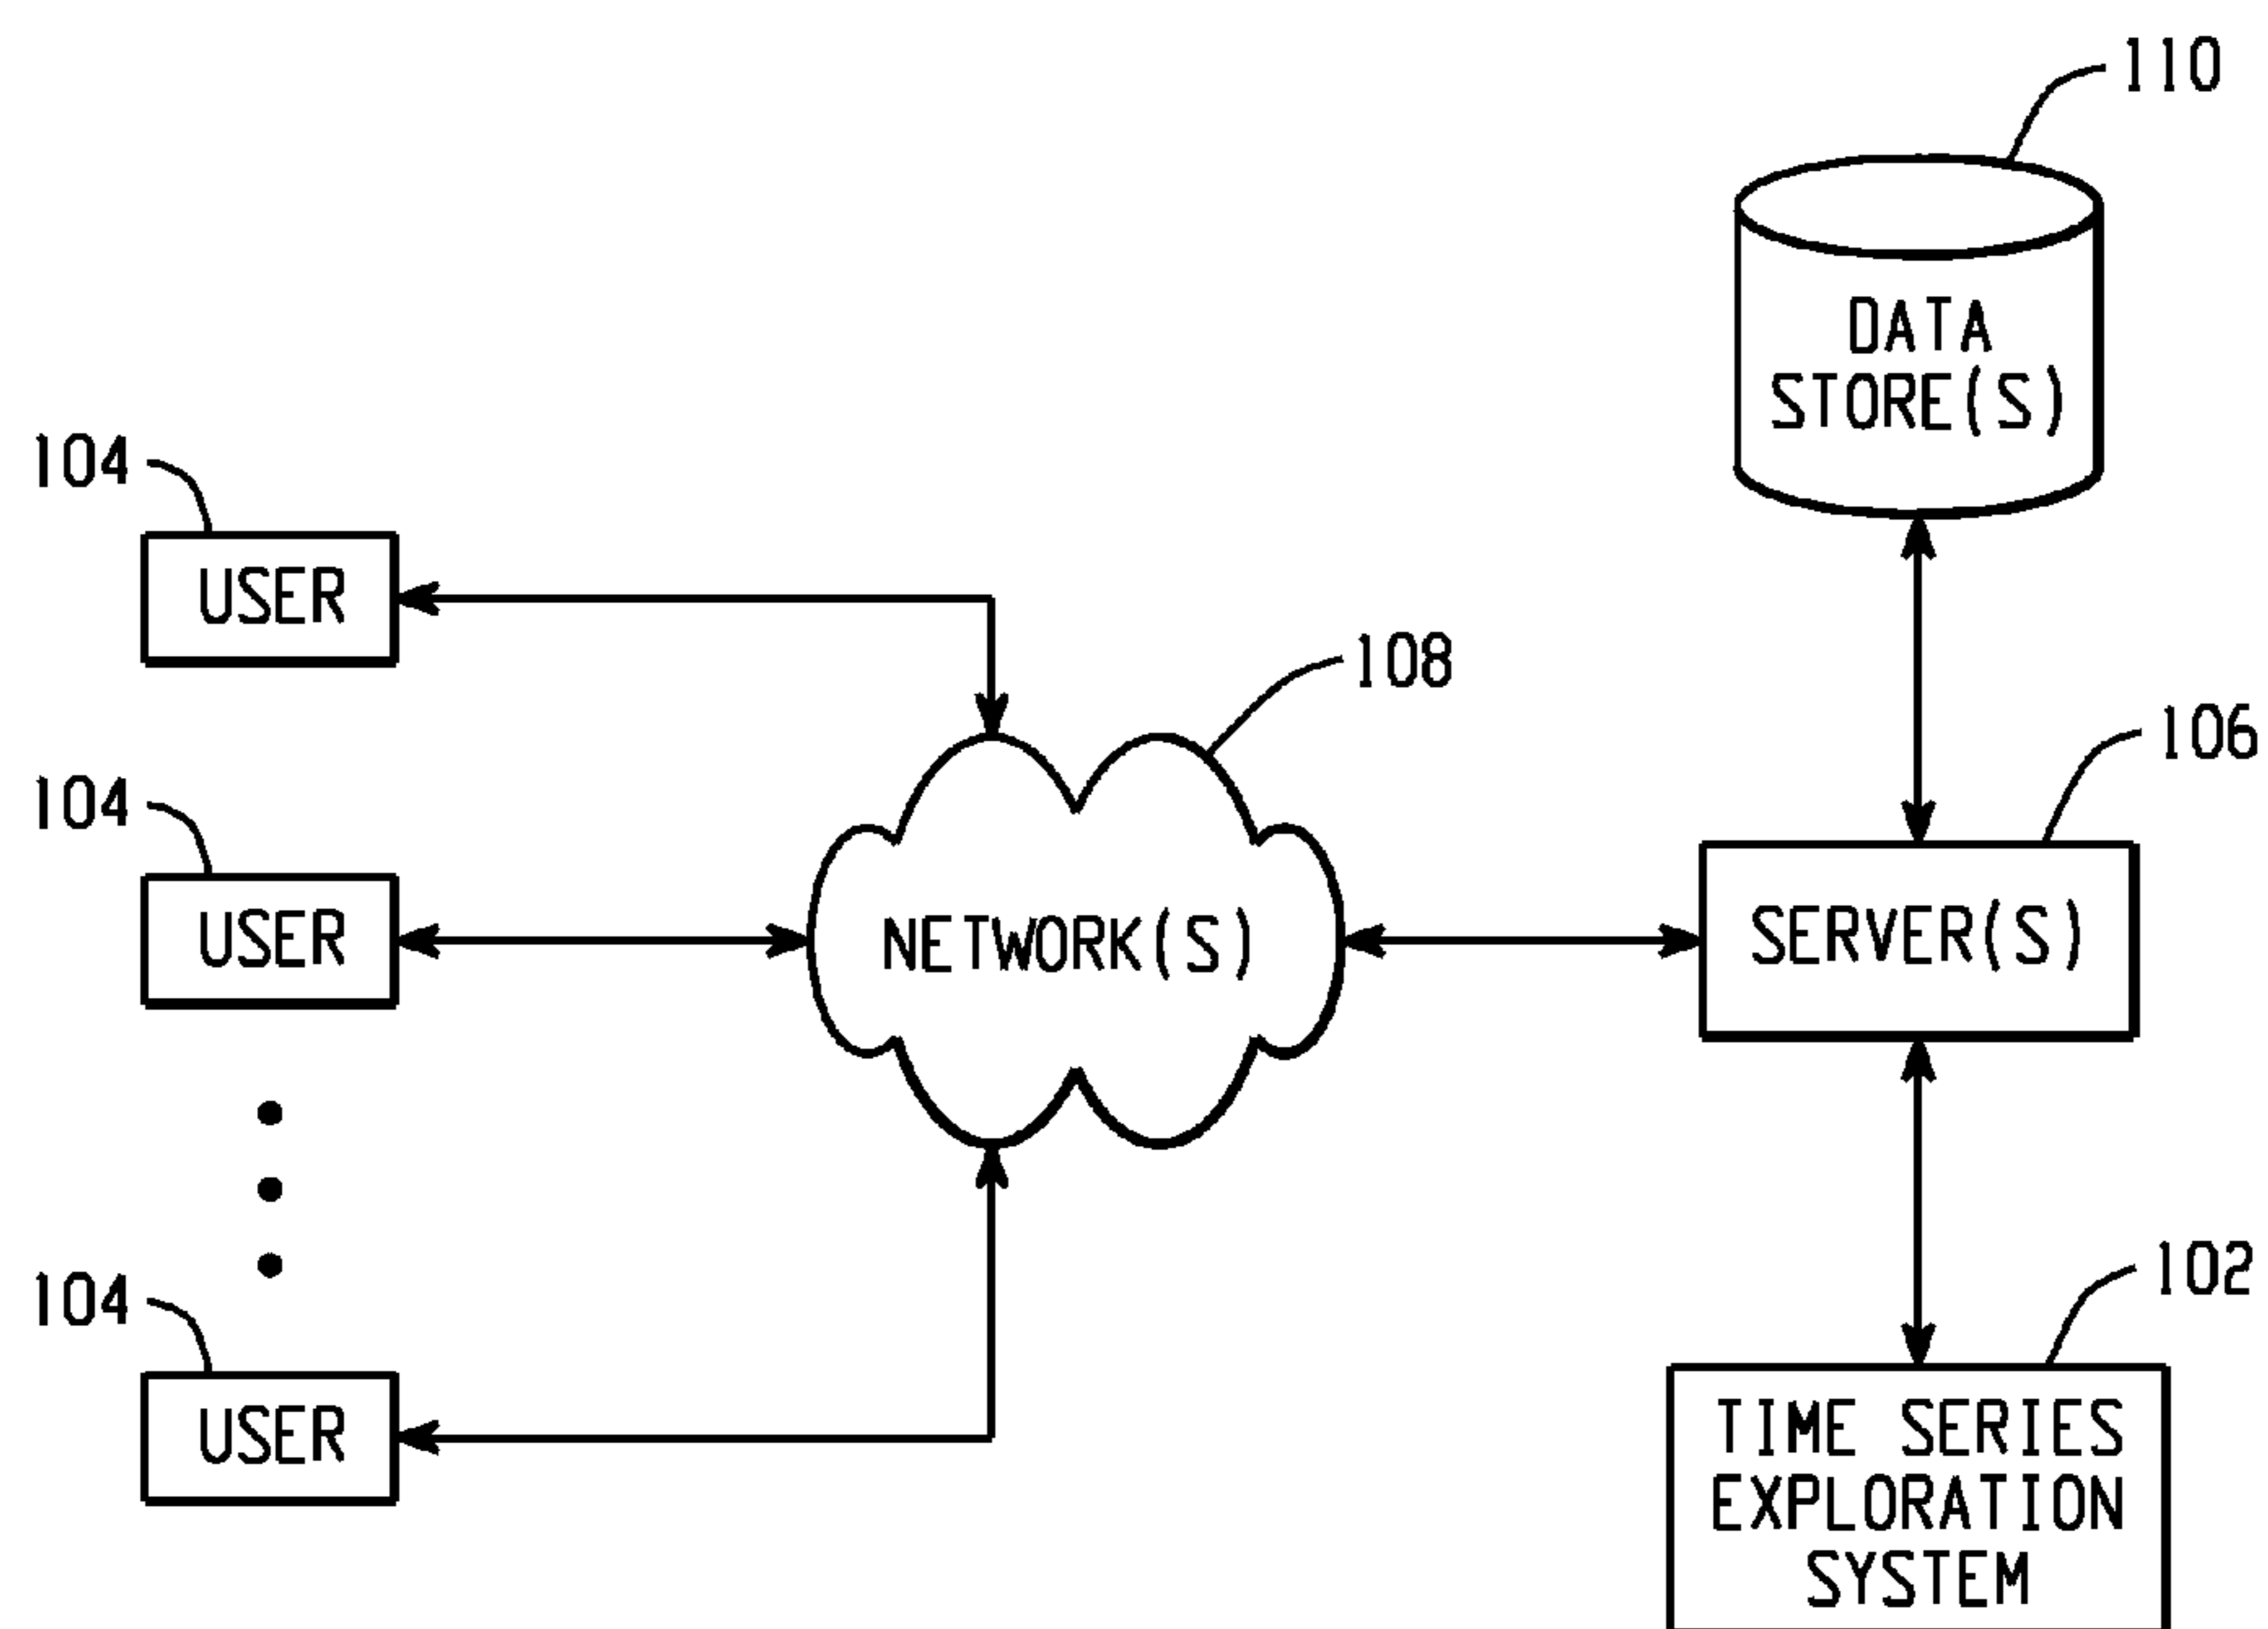 110
DATA
STORE(S)
104
USER
108
106
104
USER
NETWORK(S)
SERVER(S)
104
USER
102
TIME SERIES
EXPLORATION
SYSTEM